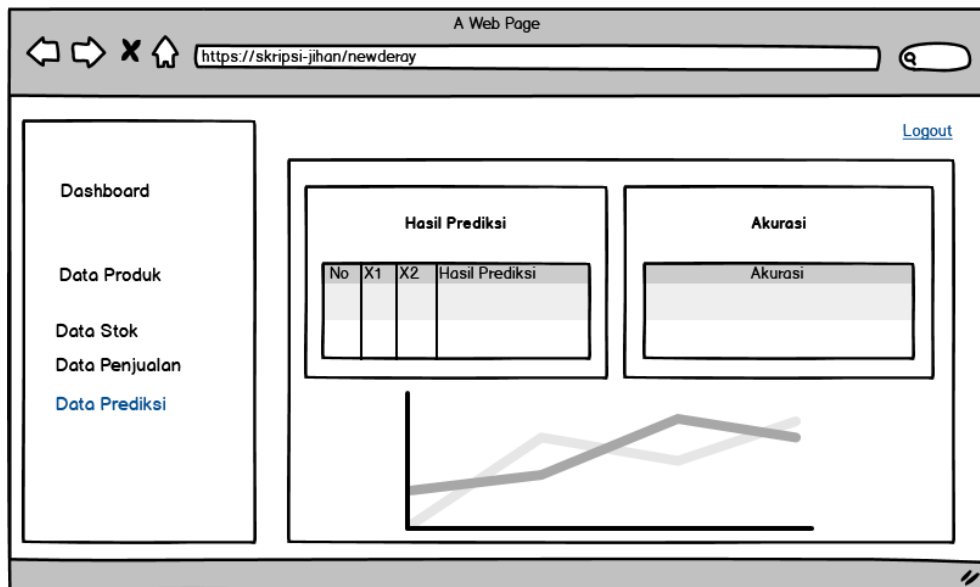 A Web Page
https://skripsi-jihan/newderay
Logout
Dashboard
Data Produk
Data Stok
Data Penjualan
Data Prediksi
Hasil Prediksi
No X1 X2 Hasil Prediksi
Akurasi
Akurasi